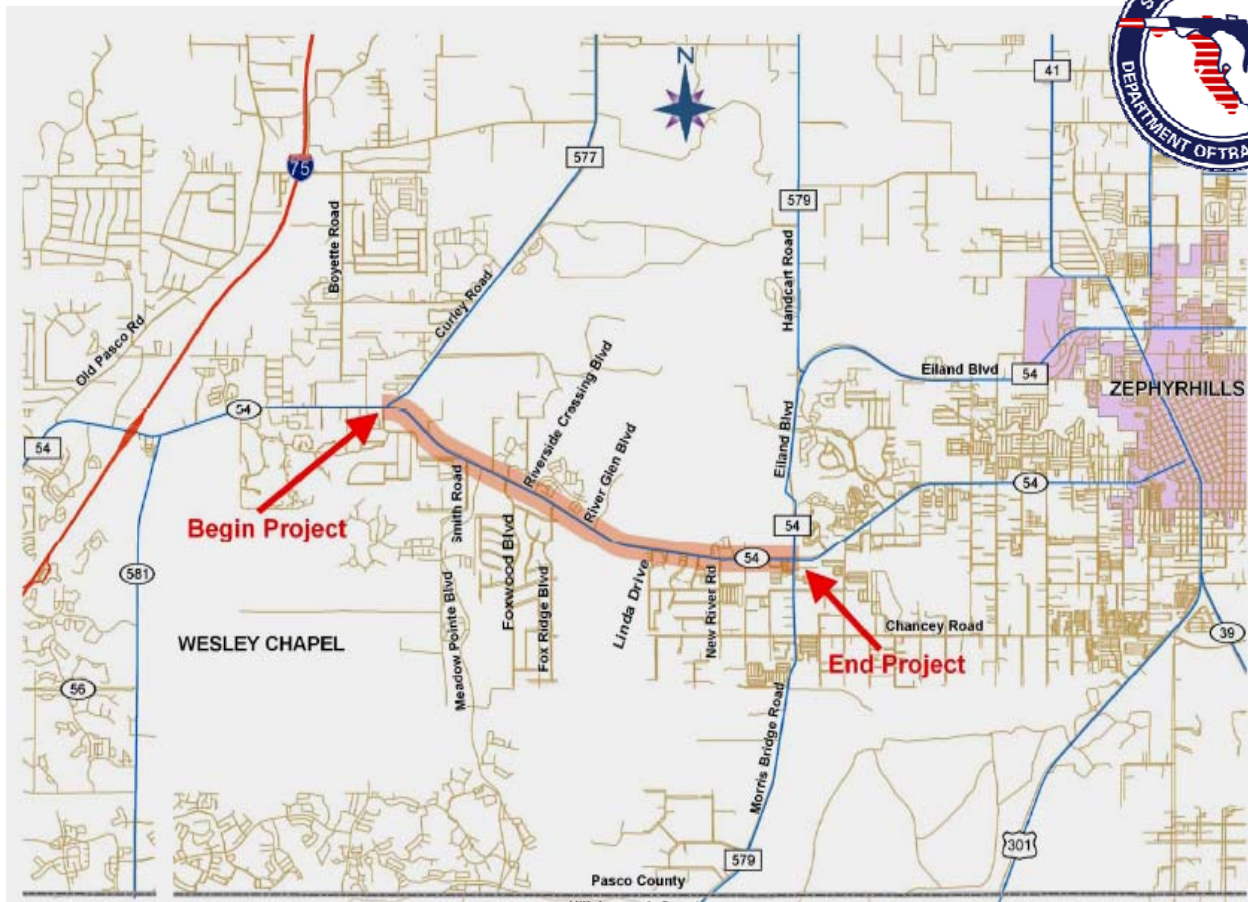 N
41
DEPARTMENT OF TRA
75
577
579
Boyette Road
Handcart Road
Curley Road
Old Pasco Rd
Riverside Crossing Blvd
Eiland Blvd
54
ZEPHYRHILLS
54
54
River Glen Blvd
Eiland Blvd
54
Smith Road
Begin Project
54
Foxwood Blvd
54
581
Meadow Pointe Blvd
Fox Ridge Blvd
Linda Drive
New River Rd
Chancey Road
39
WESLEY CHAPEL
End Project
56
Morris Bridge Road
301
579
Pasco County